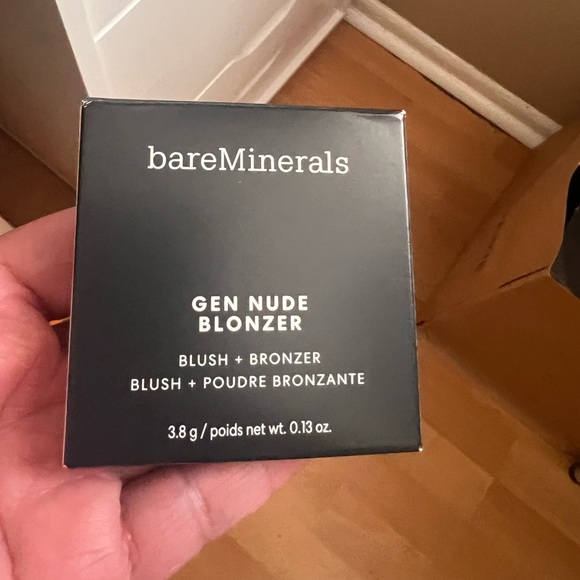 bareMinerals
GEN NUDE
BLONZER
BLUSH + BRONZER
BLUSH + POUDRE BRONZANTE
3.8 g / poids net wt. 0.13 oz.